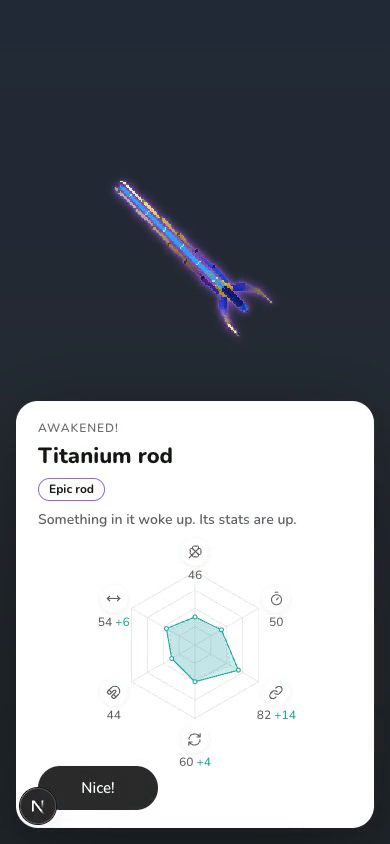 AWAKENED!
Titanium rod
Epic rod
Something in it woke up. Its stats are up.
46
54 +6
50
44
82 +14
60 +4
Nice!
N